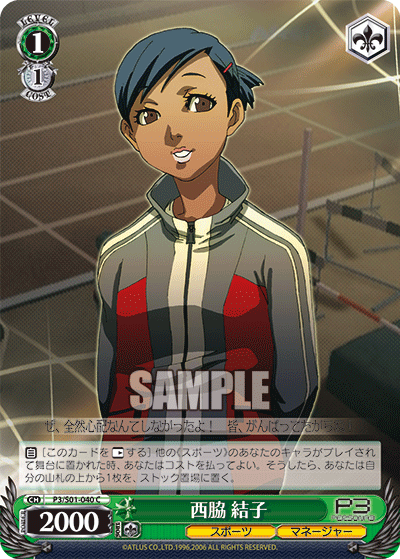 LEVEL
1
1
COST
SAMPLE
も、全然心配なんてしなかったよ！ 皆、がんばってたから
【自】［このカードを する］他の《スポーツ》のあなたのキャラがプレイされ
て舞台に置かれた時、あなたはコストを払ってよい。そうしたら、あなたは
自分の山札の上から1枚を、ストック置場に置く。
CH P3/S01-040 C
西脇 結子
P3
2000
スポーツ マネージャー
©ATLUS CO.,LTD.1996,2006 ALL RIGHTS RESERVED.